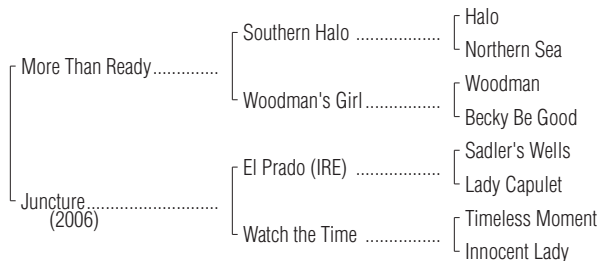 Halo
Southern Halo ..................
Northern Sea
More Than Ready..............
Woodman
Woodman's Girl................
Becky Be Good
Sadler's Wells
El Prado (IRE) ..................
Lady Capulet
Juncture............................
(2006)
Timeless Moment
Watch the Time ................
Innocent Lady